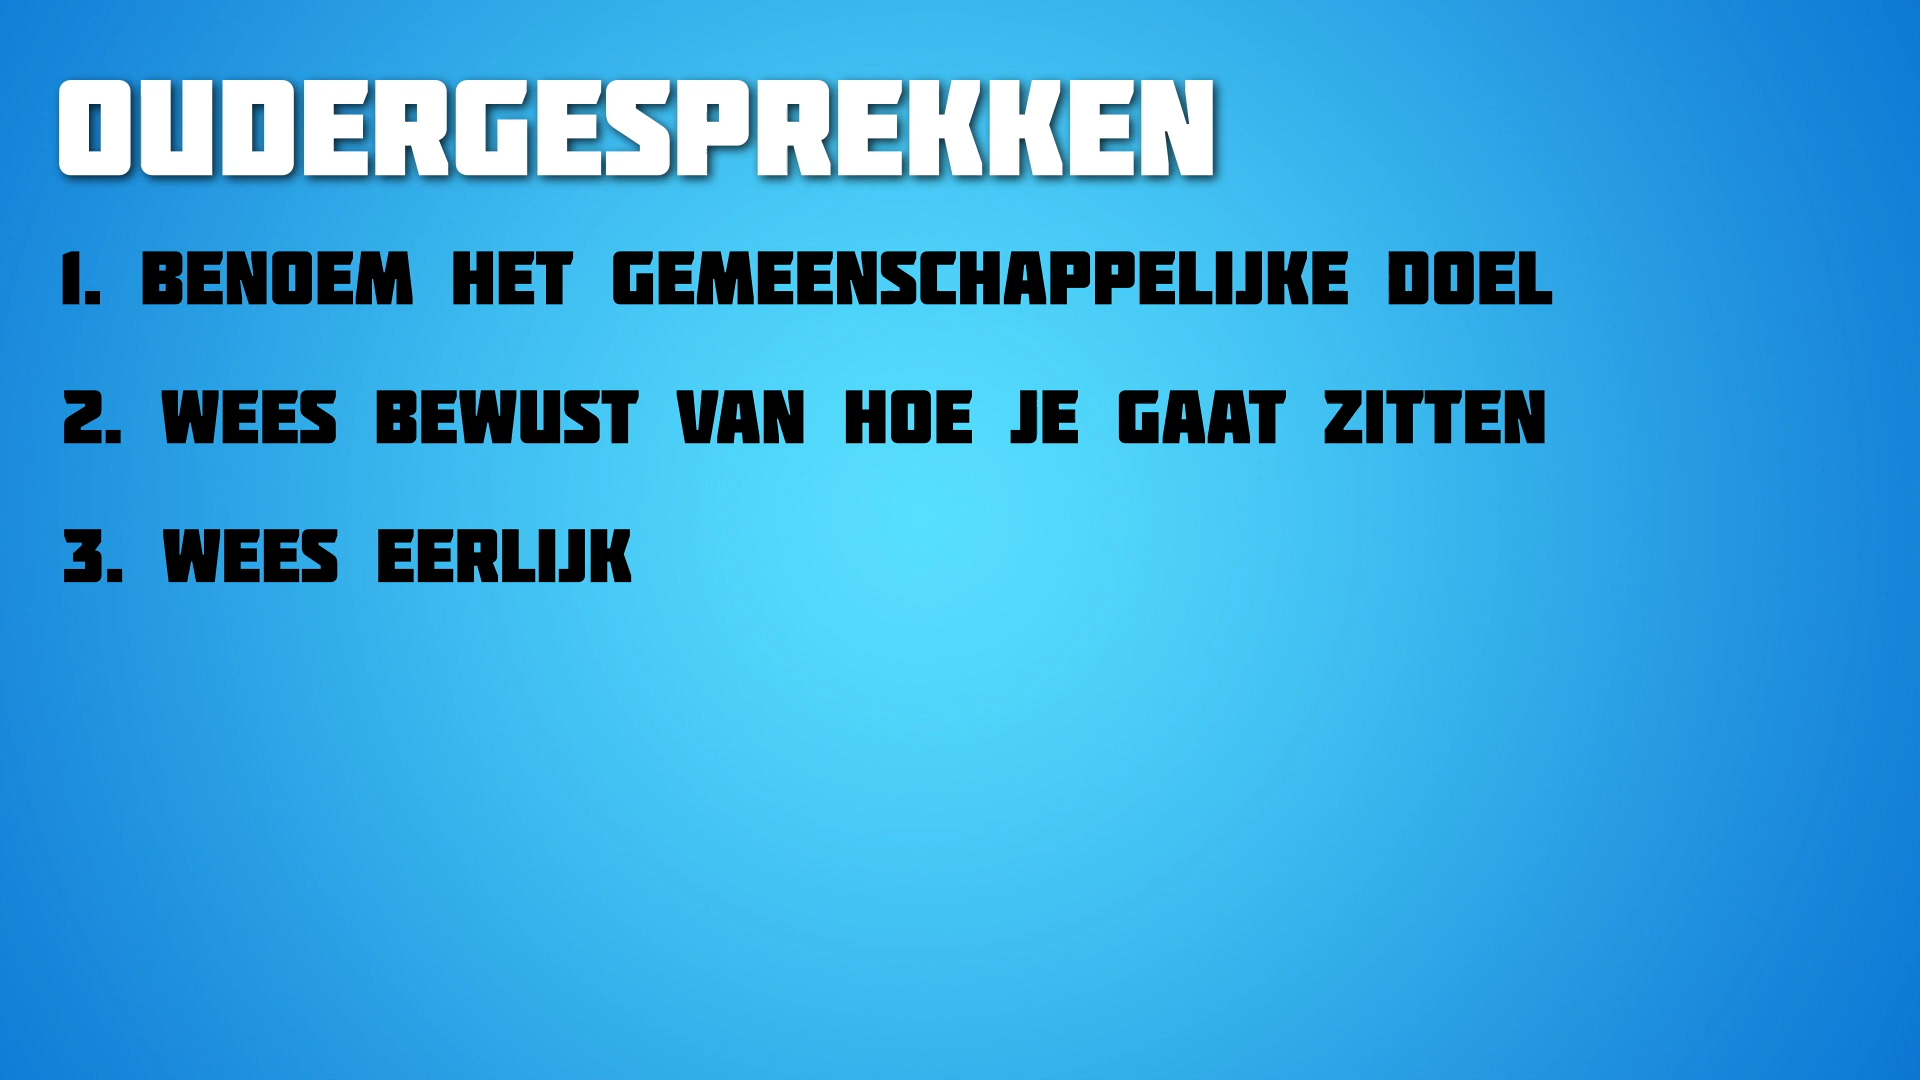 OUDERGESPREKKEN
1. BENOEM HET GEMEENSCHAPPELIJKE DOEL
2. WEES BEWUST VAN HOE JE GAAT ZITTEN
3. WEES EERLIJK